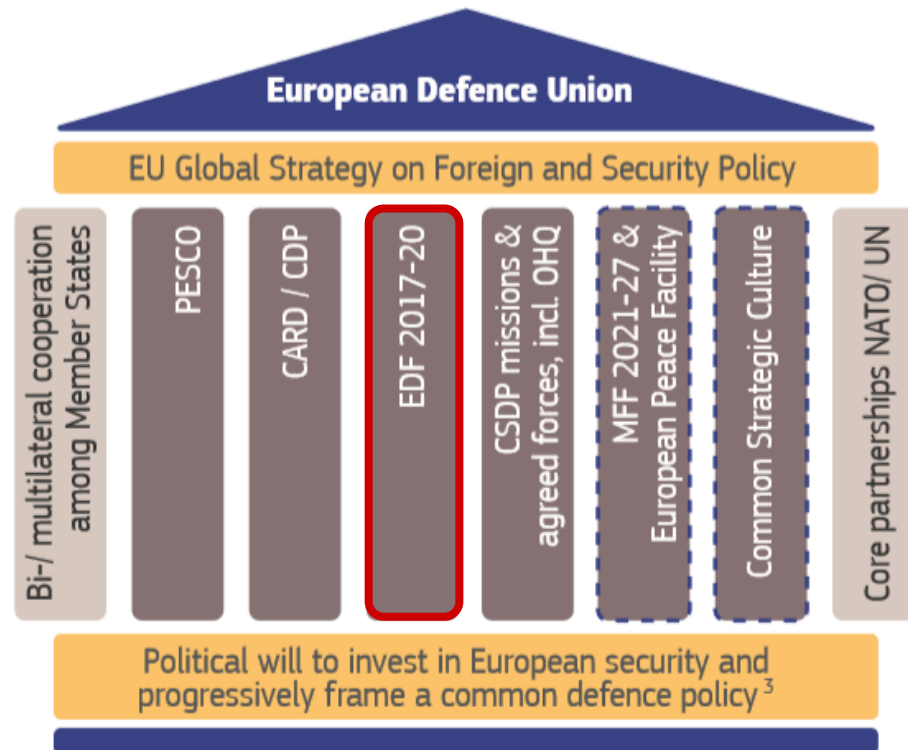 European Defence Union
EU Global Strategy on Foreign and Security Policy
Bi-/ multilateral cooperation
among Member States
PESCO
CARD / CDP
EDF 2017-20
CSDP missions &
agreed forces, incl. OHQ
MFF 2021-27 &
European Peace Facility
Common Strategic Culture
Core partnerships NATO/ UN
Political will to invest in European security and
progressively frame a common defence policy ³